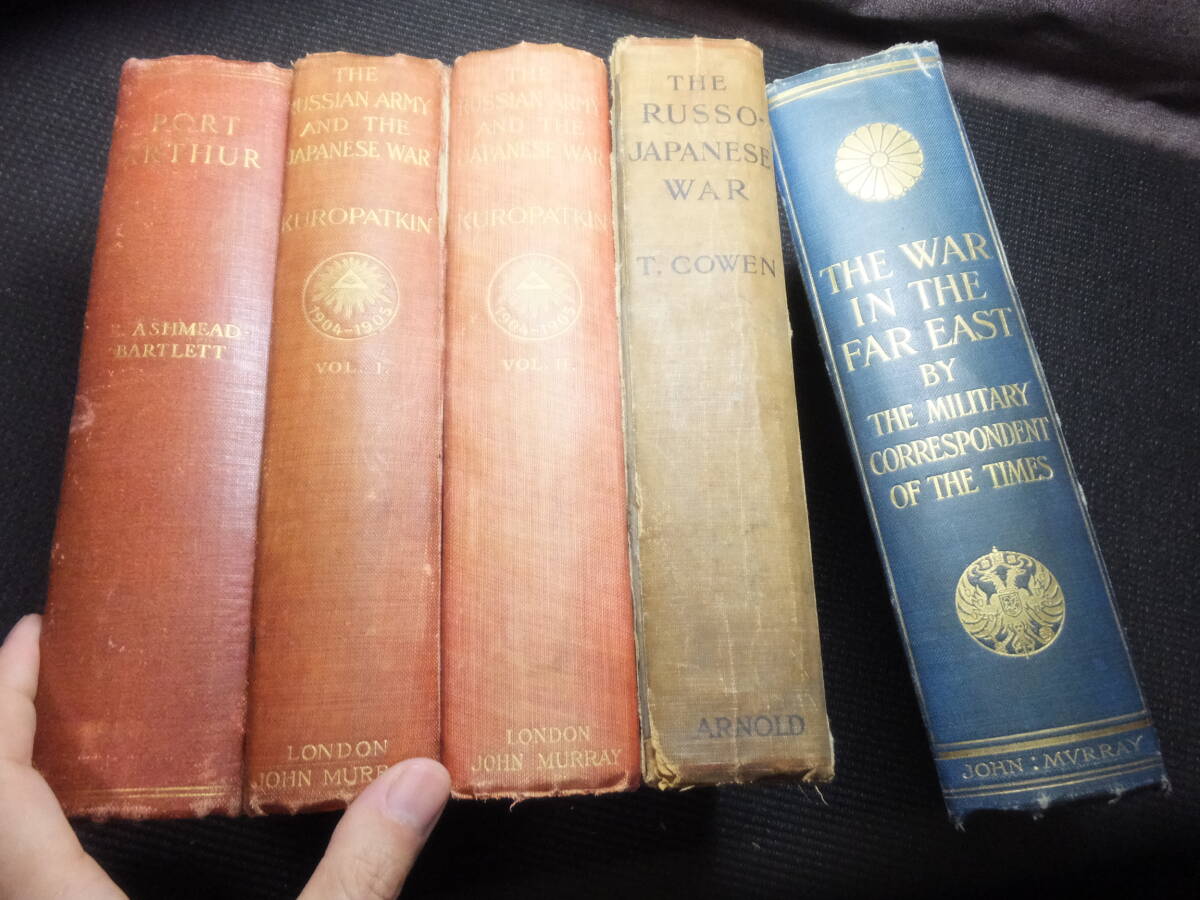 PORT
ARTHUR
E. ASHMEAD-
BARTLETT
THE
RUSSIAN ARMY
AND THE
JAPANESE WAR
KUROPATKIN
1904-1905
VOL. I.
LONDON
JOHN MURRAY
THE
RUSSIAN ARMY
AND THE
JAPANESE WAR
KUROPATKIN
1904-1905
VOL. II.
LONDON
JOHN MURRAY
THE
RUSSO-
JAPANESE
WAR
T. COWEN
ARNOLD
THE WAR
IN THE
FAR EAST
BY
THE MILITARY
CORRESPONDENT
OF THE TIMES
JOHN : MVRRAY